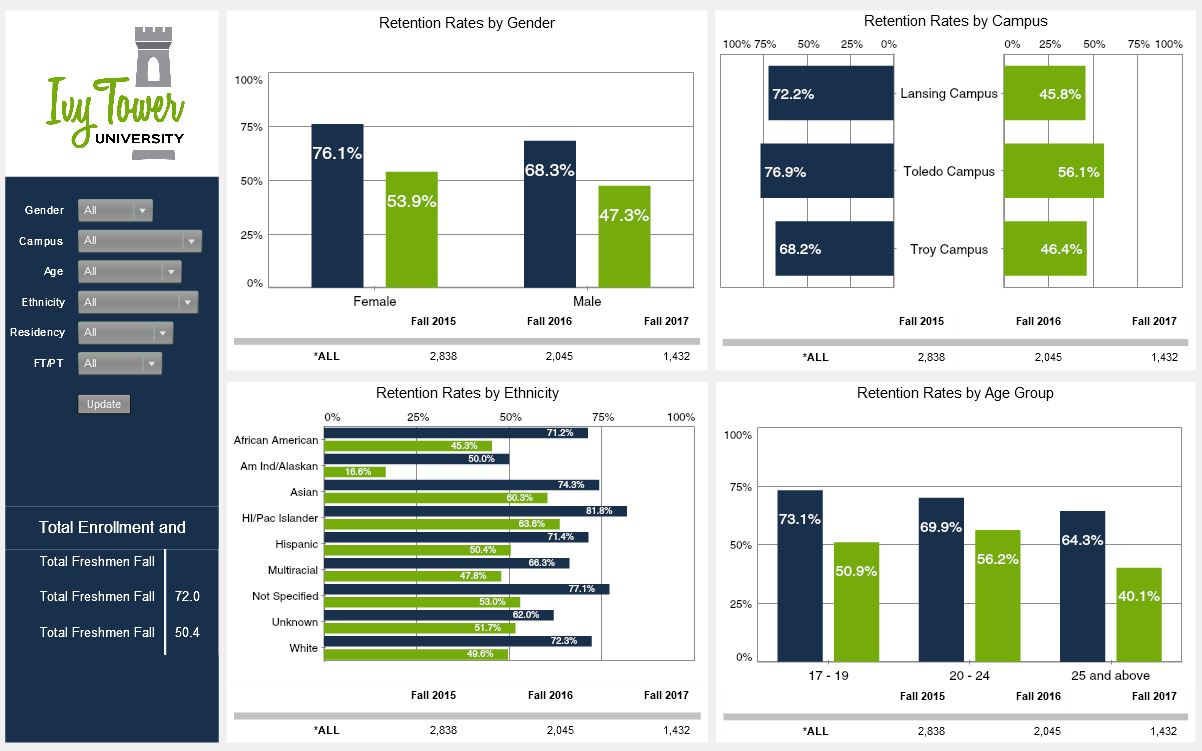 Ivy Tower
UNIVERSITY
Gender All
Campus All
Age All
Ethnicity All
Residency All
FT/PT All
Update
Total Enrollment and
Total Freshmen Fall
Total Freshmen Fall 72.0
Total Freshmen Fall 50.4
Retention Rates by Gender
100%
75%
50%
25%
0%
76.1% 53.9% 68.3% 47.3%
Female Male
Fall 2015 Fall 2016 Fall 2017
*ALL 2,838 2,045 1,432
Retention Rates by Campus
100% 75% 50% 25% 0% 0% 25% 50% 75% 100%
72.2% Lansing Campus 45.8%
76.9% Toledo Campus 56.1%
68.2% Troy Campus 46.4%
Fall 2015 Fall 2016 Fall 2017
*ALL 2,838 2,045 1,432
Retention Rates by Ethnicity
0% 25% 50% 75% 100%
African American 71.2% 45.3%
Am Ind/Alaskan 50.0% 16.6%
Asian 74.3% 60.3%
HI/Pac Islander 81.8% 63.6%
Hispanic 71.4% 50.4%
Multiracial 66.3% 47.8%
Not Specified 77.1% 53.0%
Unknown 62.0% 51.7%
White 72.3% 49.6%
Fall 2015 Fall 2016 Fall 2017
*ALL 2,838 2,045 1,432
Retention Rates by Age Group
100%
75%
50%
25%
0%
73.1% 50.9% 69.9% 56.2% 64.3% 40.1%
17 - 19 20 - 24 25 and above
Fall 2015 Fall 2016 Fall 2017
*ALL 2,838 2,045 1,432